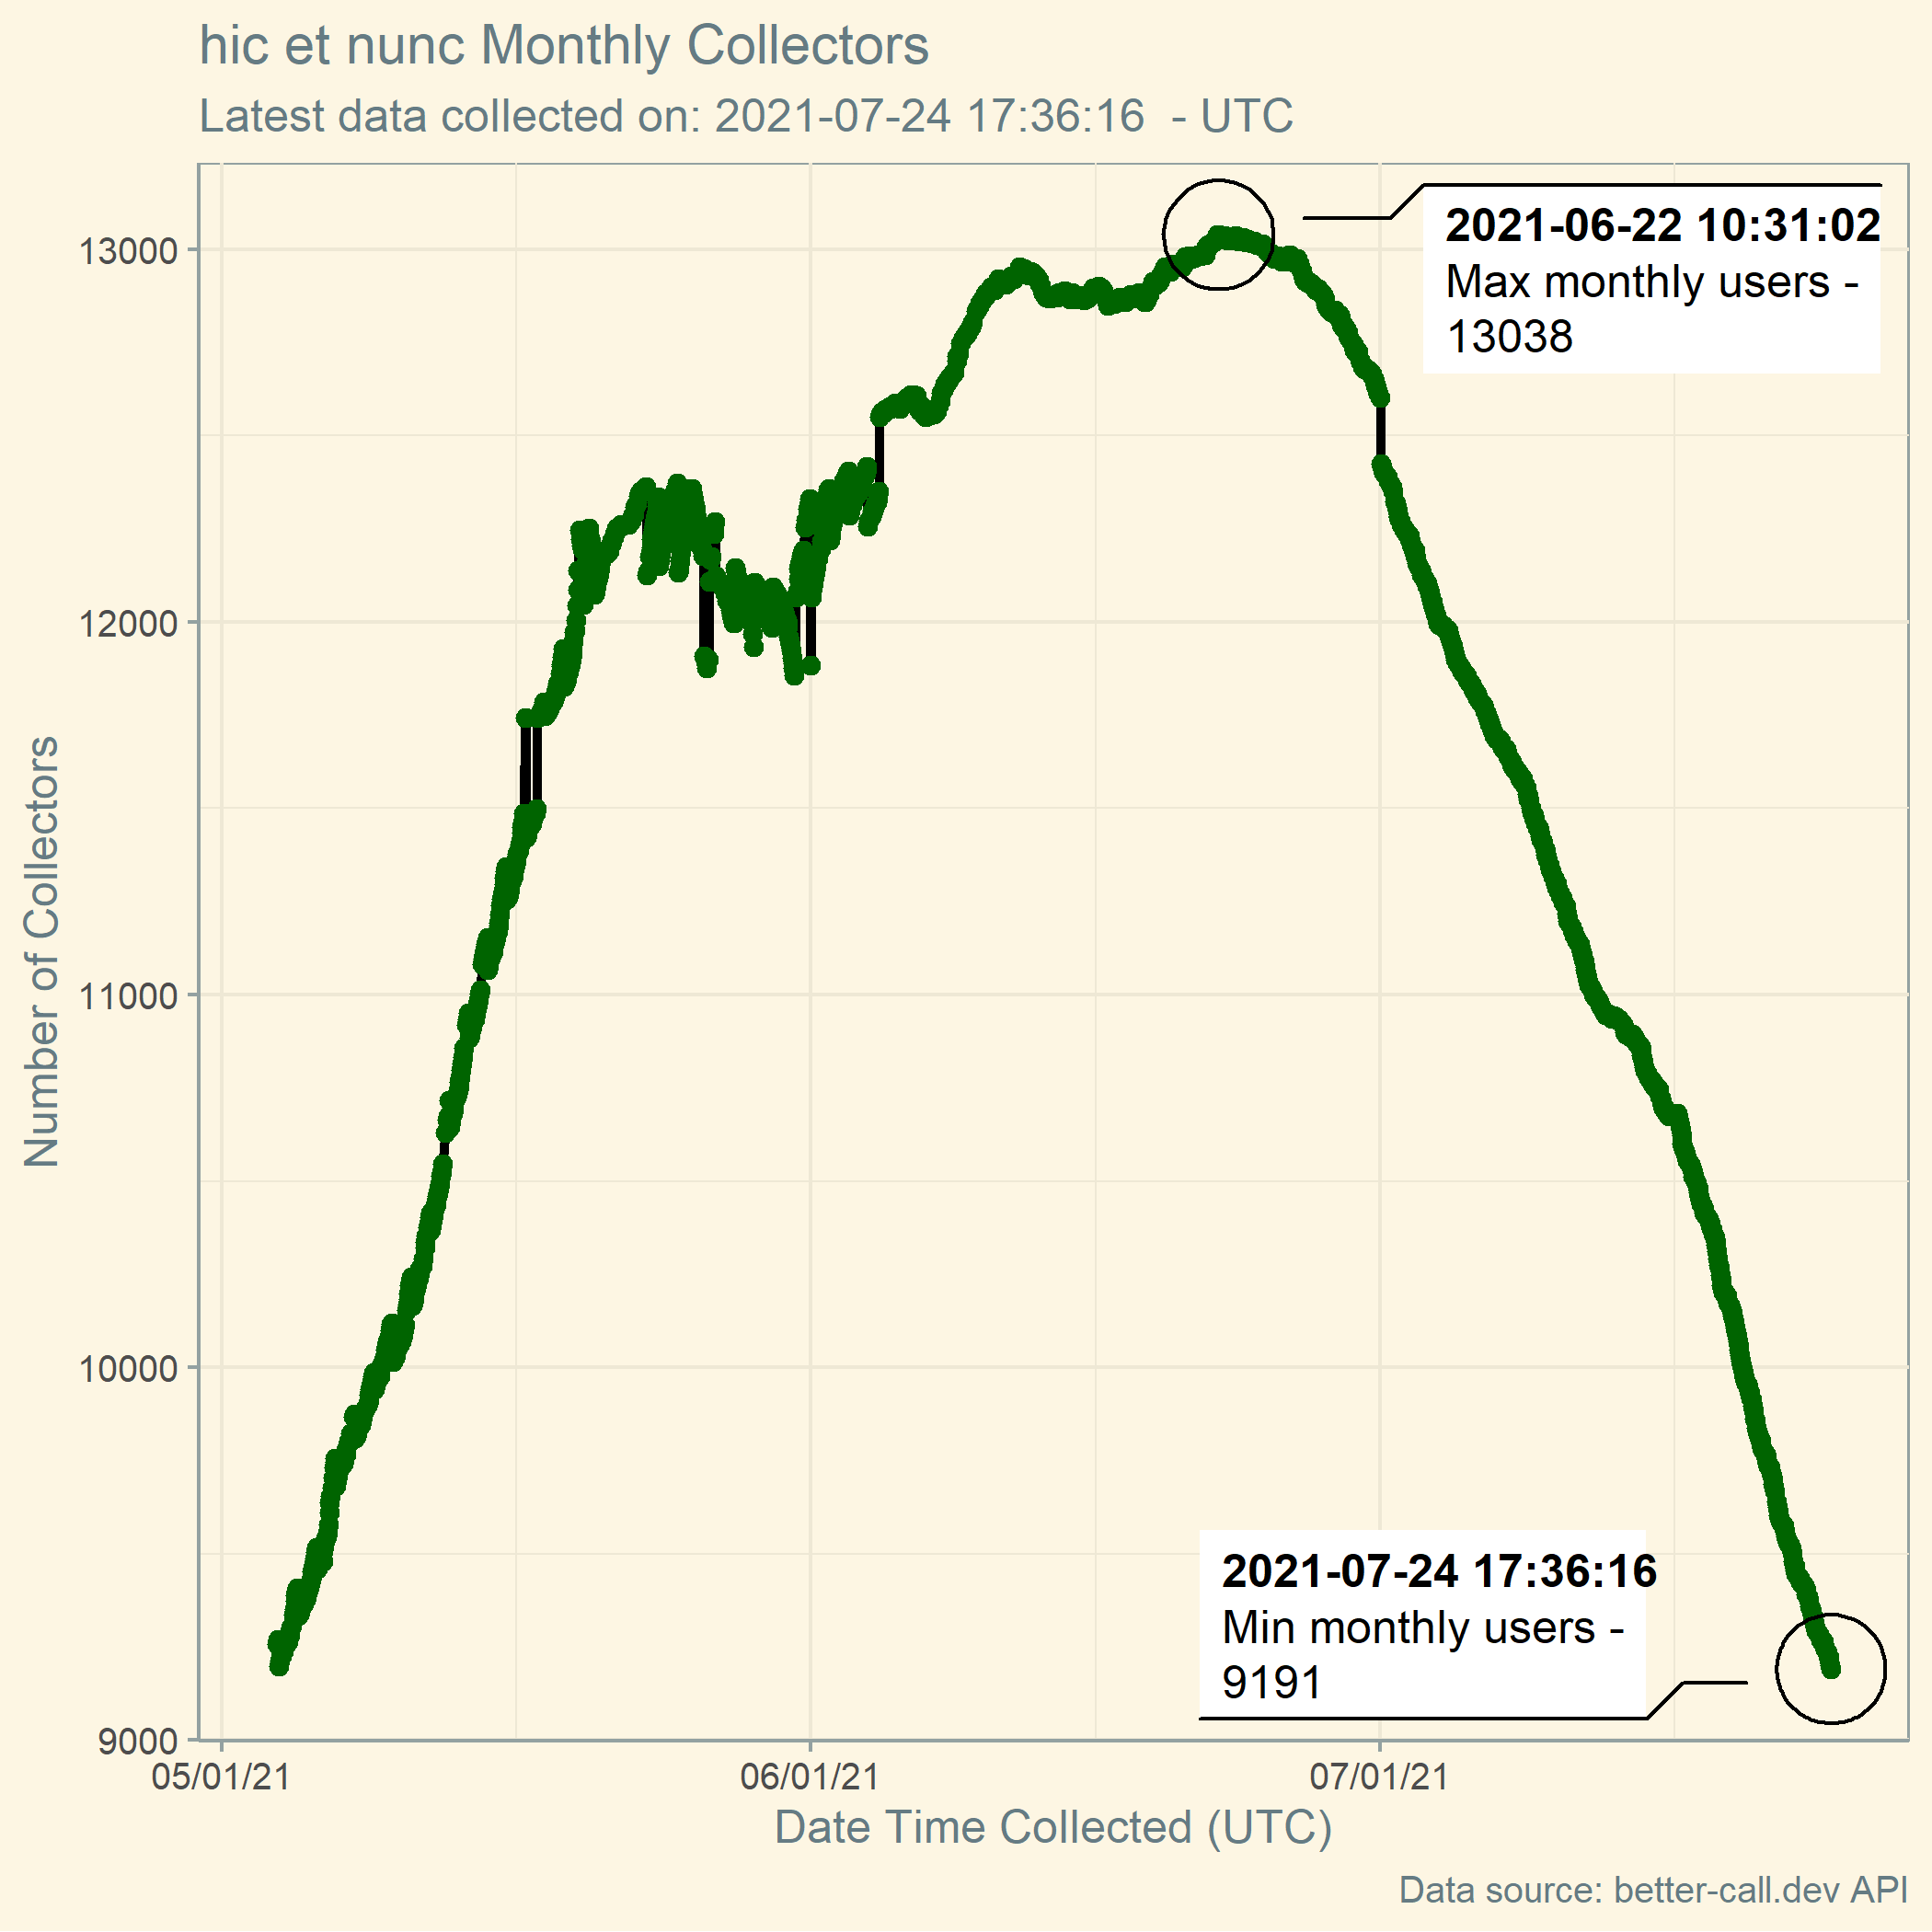 hic et nunc Monthly Collectors
Latest data collected on: 2021-07-24 17:36:16  - UTC
2021-06-22 10:31:02
Max monthly users -
13038
13000
12000
11000
10000
9000
Number of Collectors
2021-07-24 17:36:16
Min monthly users -
9191
05/01/21
06/01/21
07/01/21
Date Time Collected (UTC)
Data source: better-call.dev API